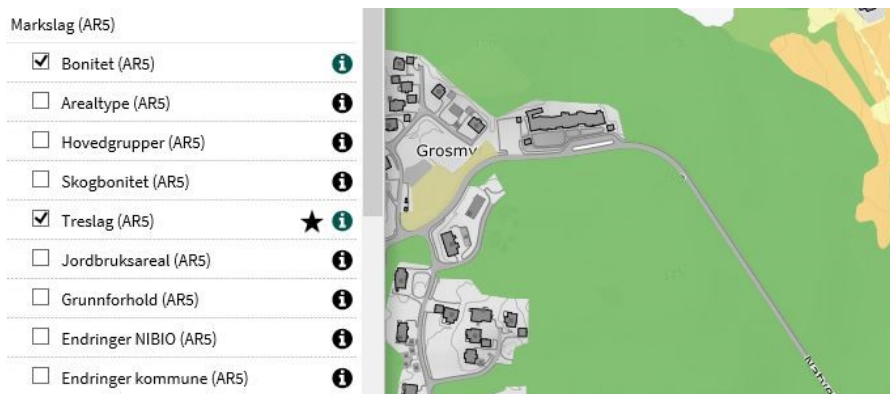 Markslag (AR5)
Bonitet (AR5)
Arealtype (AR5)
Hovedgrupper (AR5)
Skogbonitet (AR5)
Treslag (AR5)
Jordbruksareal (AR5)
Grunnforhold (AR5)
Endringer NIBIO (AR5)
Endringer kommune (AR5)
Grosmy